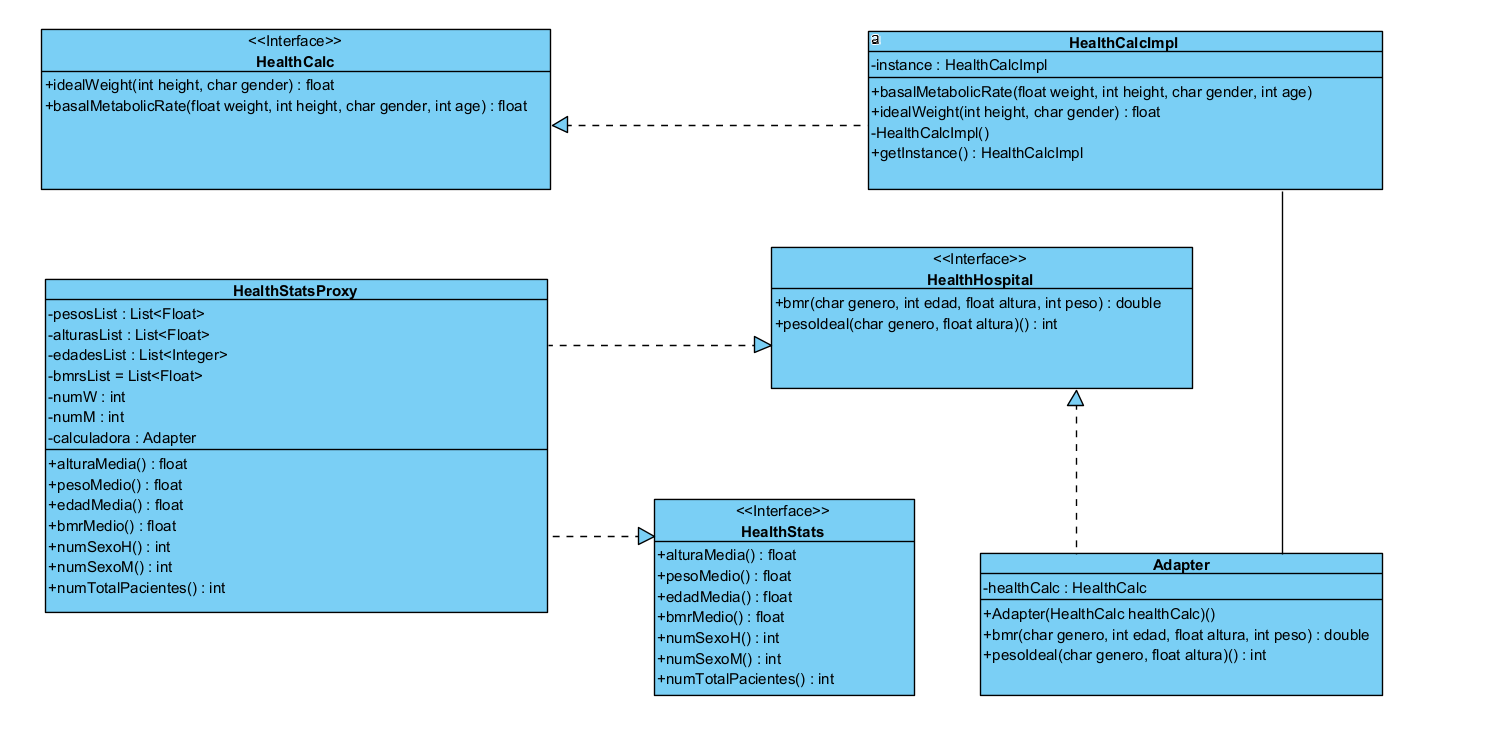 <<Interface>>
HealthCalc
+idealWeight(int height, char gender) : float
+basalMetabolicRate(float weight, int height, char gender, int age) : float
a
HealthCalcImpl
-instance : HealthCalcImpl
+basalMetabolicRate(float weight, int height, char gender, int age)
+idealWeight(int height, char gender) : float
-HealthCalcImpl()
+getInstance() : HealthCalcImpl
HealthStatsProxy
-pesosList : List<Float>
-alturasList : List<Float>
-edadesList : List<Integer>
-bmrsList = List<Float>
-numW : int
-numM : int
-calculadora : Adapter
+alturaMedia() : float
+pesoMedio() : float
+edadMedia() : float
+bmrMedio() : float
+numSexoH() : int
+numSexoM() : int
+numTotalPacientes() : int
<<Interface>>
HealthHospital
+bmr(char genero, int edad, float altura, int peso) : double
+pesoIdeal(char genero, float altura)() : int
<<Interface>>
HealthStats
+alturaMedia() : float
+pesoMedio() : float
+edadMedia() : float
+bmrMedio() : float
+numSexoH() : int
+numSexoM() : int
+numTotalPacientes() : int
Adapter
-healthCalc : HealthCalc
+Adapter(HealthCalc healthCalc)()
+bmr(char genero, int edad, float altura, int peso) : double
+pesoIdeal(char genero, float altura)() : int